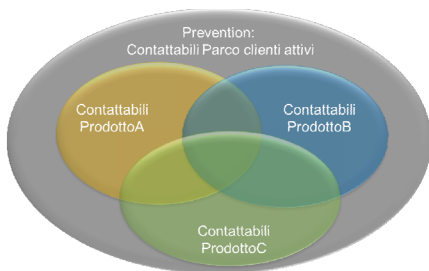 Prevention:
Contattabili Parco clienti attivi
Contattabili
ProdottoA
Contattabili
ProdottoB
Contattabili
ProdottoC